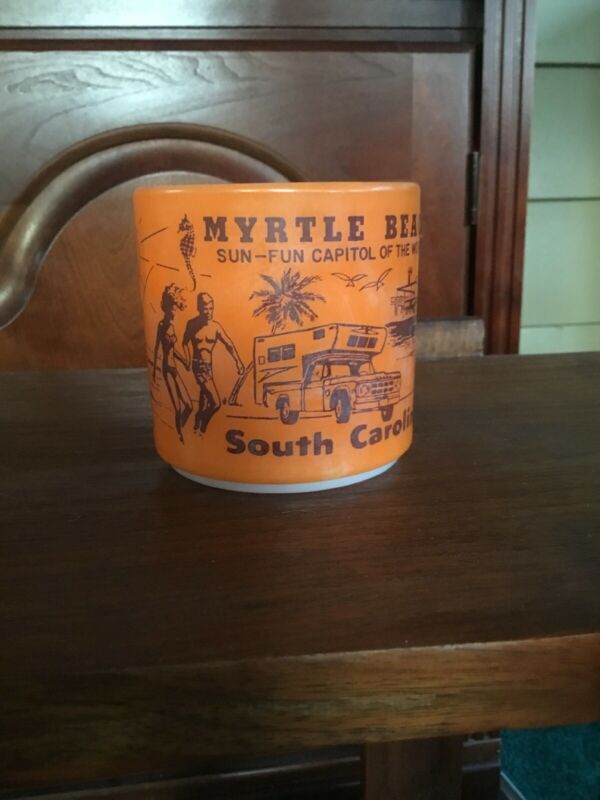 MYRTLE BEA
SUN-FUN CAPITOL OF THE W
South Carolin